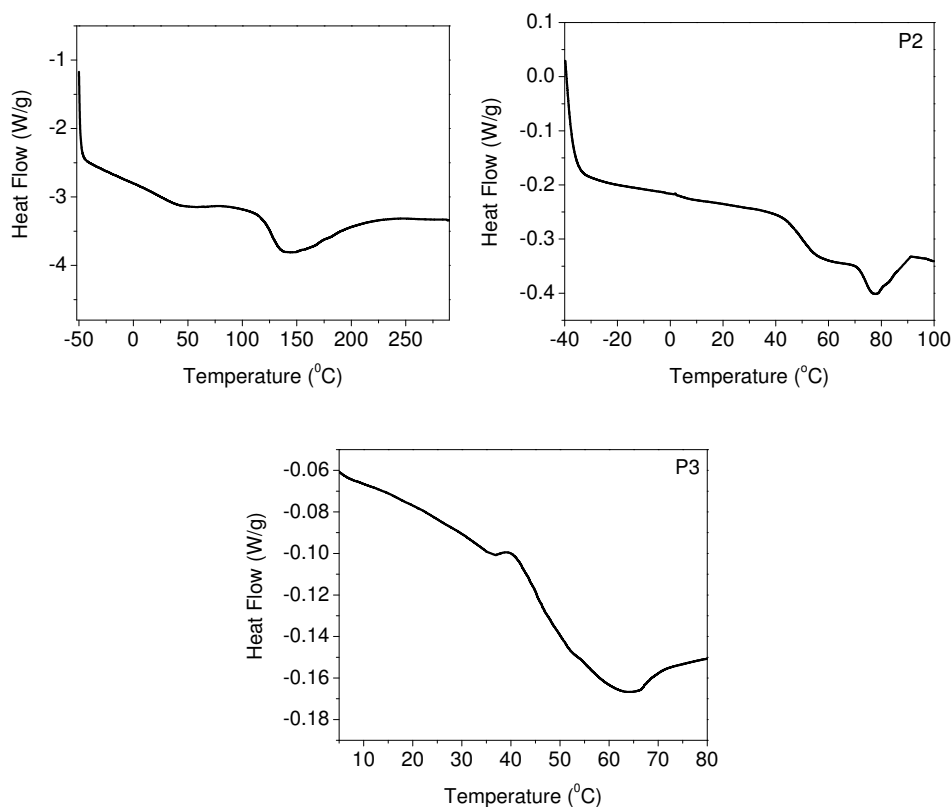 -1
-2
-3
-4
Heat Flow (W/g)
-50 0 50 100 150 200 250
Temperature (⁰C)
P2
0.1
0.0
-0.1
-0.2
-0.3
-0.4
Heat Flow (W/g)
-40 -20 0 20 40 60 80 100
Temperature (°C)
P3
-0.06
-0.08
-0.10
-0.12
-0.14
-0.16
-0.18
Heat Flow (W/g)
10 20 30 40 50 60 70 80
Temperature (⁰C)